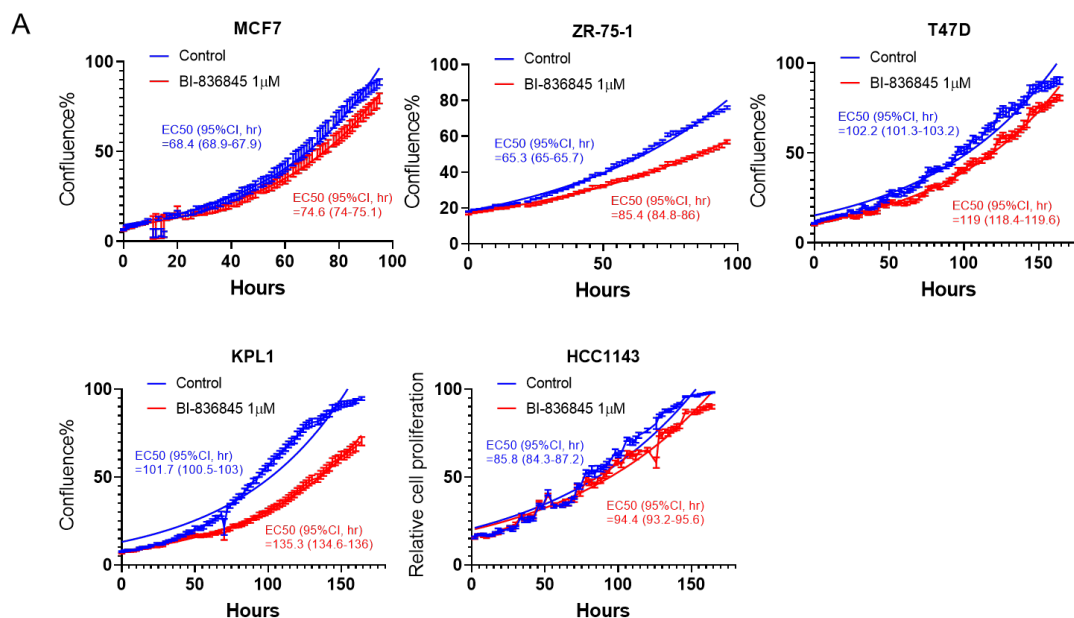 A
MCF7
Control
BI-836845 1μM
EC50 (95%CI, hr)
=68.4 (68.9-67.9)
EC50 (95%CI, hr)
=74.6 (74-75.1)
Confluence%
100
50
0
0 20 40 60 80 100
Hours
ZR-75-1
Control
BI-836845 1μM
EC50 (95%CI, hr)
=65.3 (65-65.7)
EC50 (95%CI, hr)
=85.4 (84.8-86)
Confluence%
100
80
60
40
20
0
0 50 100
Hours
T47D
Control
BI-836845 1μM
EC50 (95%CI, hr)
=102.2 (101.3-103.2)
EC50 (95%CI, hr)
=119 (118.4-119.6)
Confluence%
100
50
0
0 50 100 150
Hours
KPL1
Control
BI-836845 1μM
EC50 (95%CI, hr)
=101.7 (100.5-103)
EC50 (95%CI, hr)
=135.3 (134.6-136)
Confluence%
100
50
0
0 50 100 150
Hours
HCC1143
Control
BI-836845 1μM
EC50 (95%CI, hr)
=85.8 (84.3-87.2)
EC50 (95%CI, hr)
=94.4 (93.2-95.6)
Relative cell proliferation
100
50
0
0 50 100 150
Hours